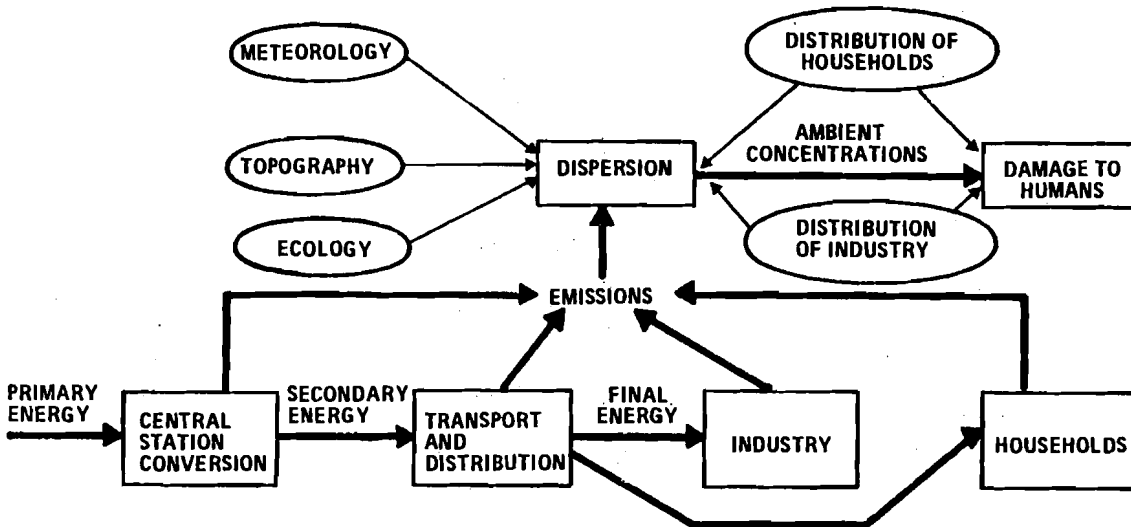 METEOROLOGY
DISTRIBUTION OF
HOUSEHOLDS
AMBIENT
CONCENTRATIONS
TOPOGRAPHY
DISPERSION
DAMAGE TO
HUMANS
ECOLOGY
DISTRIBUTION
OF INDUSTRY
EMISSIONS
PRIMARY
ENERGY
CENTRAL
STATION
CONVERSION
SECONDARY
ENERGY
TRANSPORT
AND
DISTRIBUTION
FINAL
ENERGY
INDUSTRY
HOUSEHOLDS